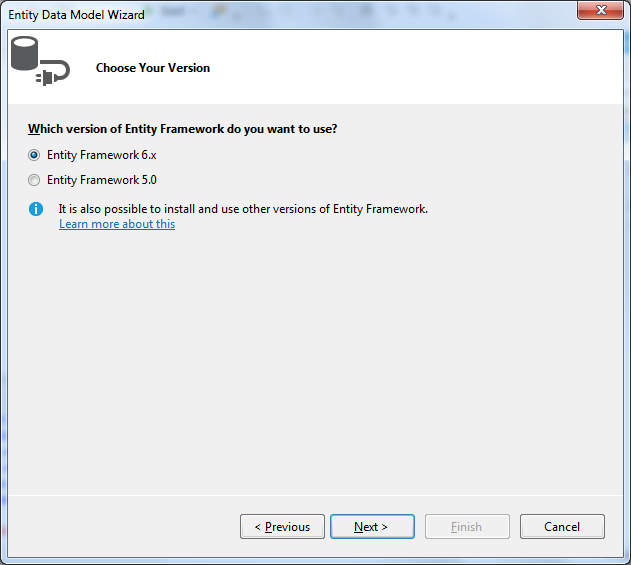 Entity Data Model Wizard
Choose Your Version
Which version of Entity Framework do you want to use?
Entity Framework 6.x
Entity Framework 5.0
It is also possible to install and use other versions of Entity Framework.
Learn more about this
< Previous
Next >
Finish
Cancel